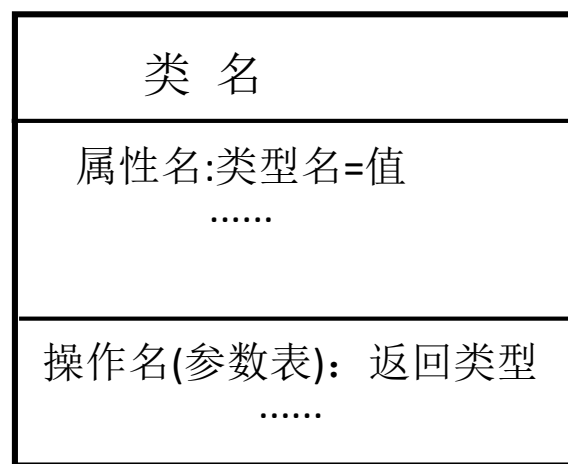 类 名
属性名:类型名=值
......
操作名(参数表)：返回类型
......